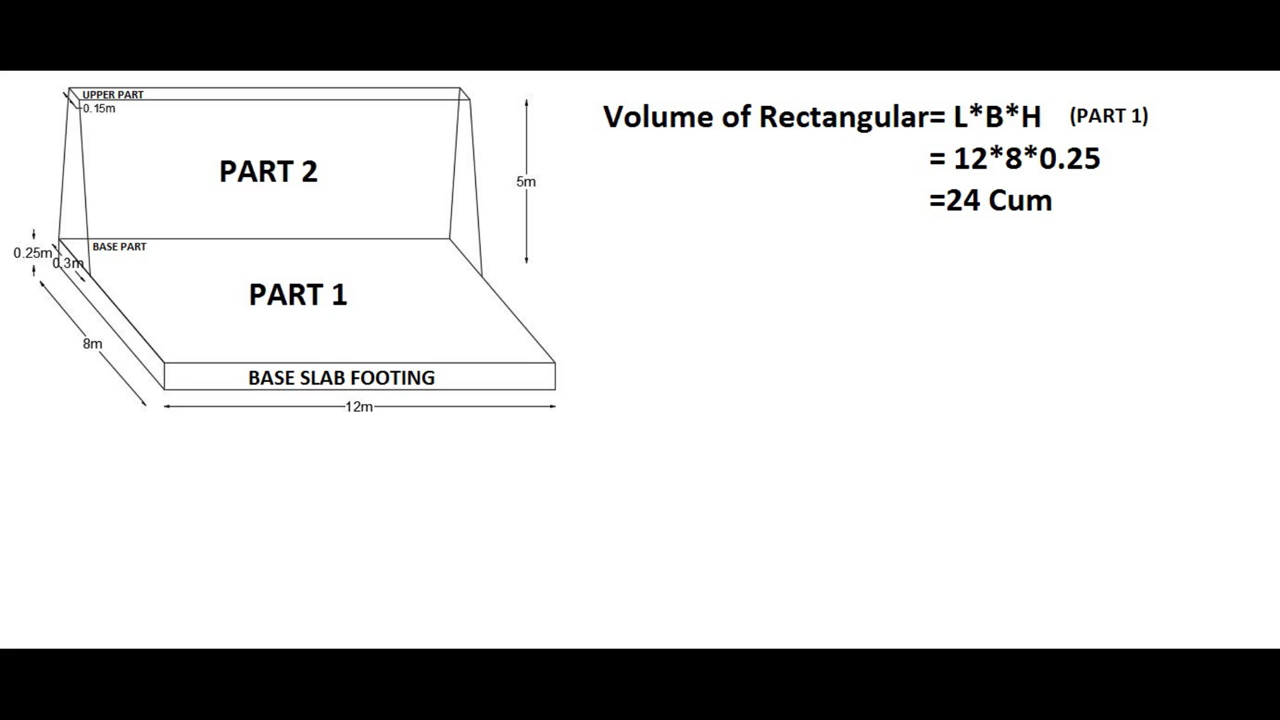 UPPER PART
0.15m
PART 2
5m
BASE PART
0.25m
0.3m
PART 1
8m
BASE SLAB FOOTING
12m
Volume of Rectangular= L*B*H (PART 1)
= 12*8*0.25
=24 Cum